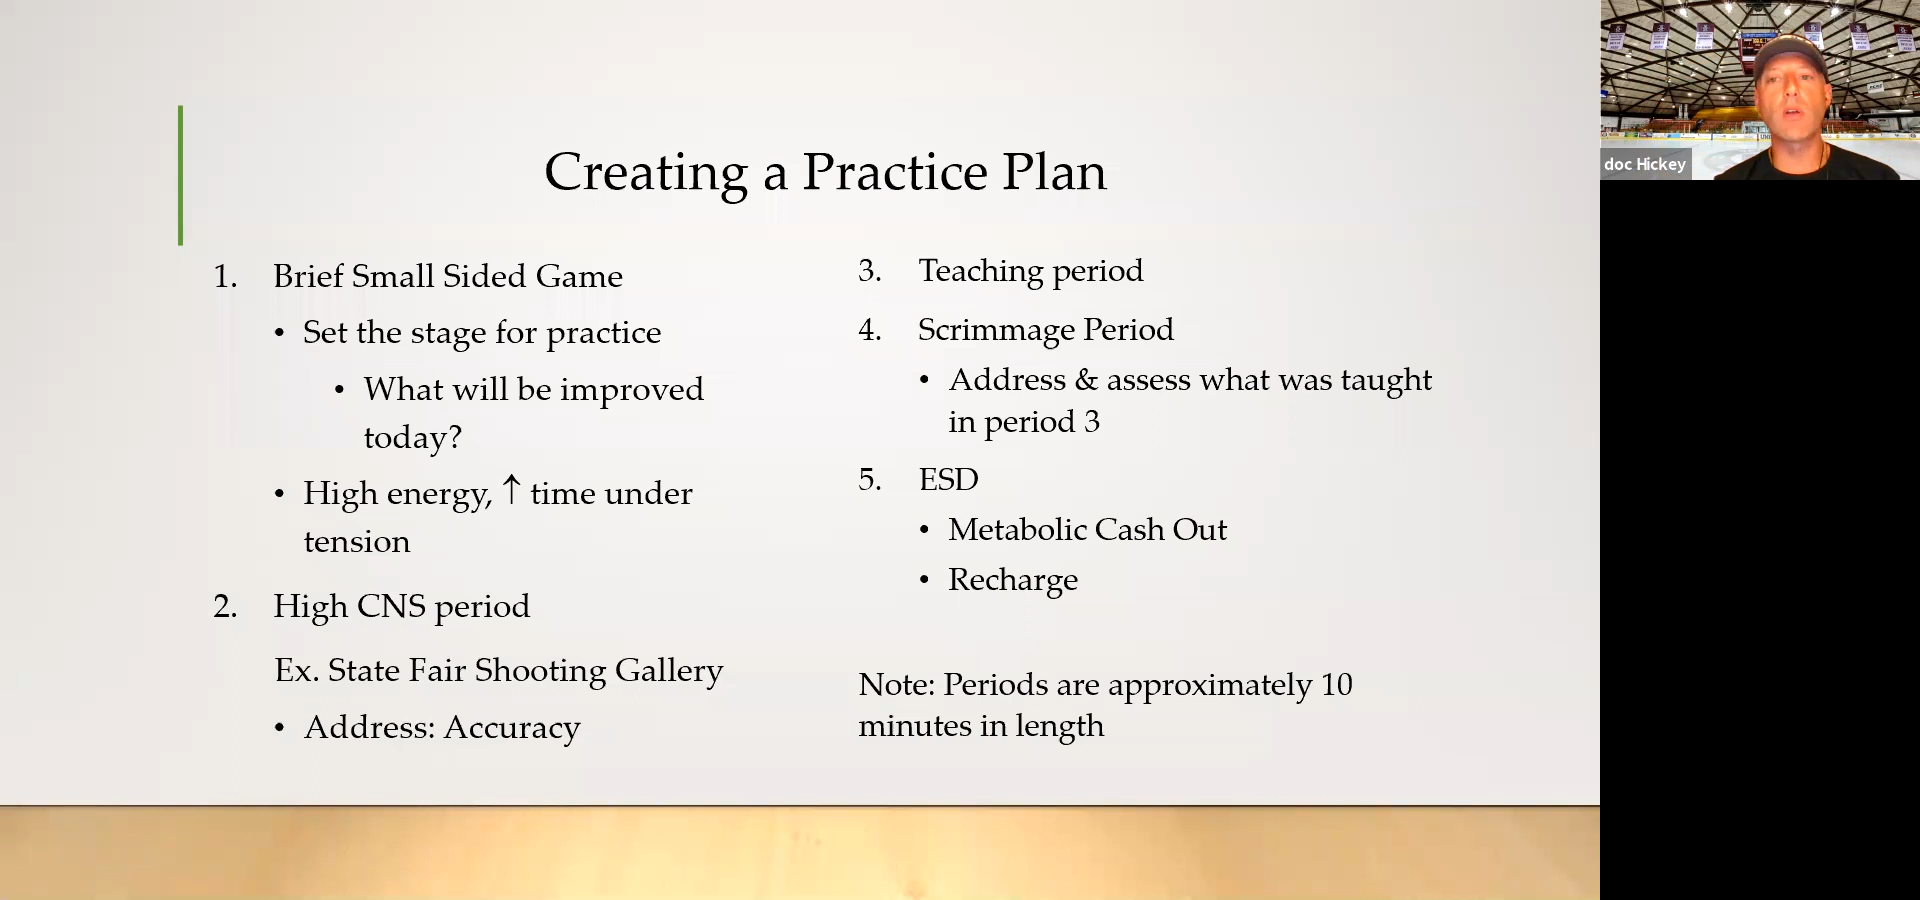 Creating a Practice Plan
1. Brief Small Sided Game
• Set the stage for practice
• What will be improved
today?
• High energy, ↑ time under
tension
2. High CNS period
Ex. State Fair Shooting Gallery
• Address: Accuracy
3. Teaching period
4. Scrimmage Period
• Address & assess what was taught
in period 3
5. ESD
• Metabolic Cash Out
• Recharge
Note: Periods are approximately 10
minutes in length
doc Hickey